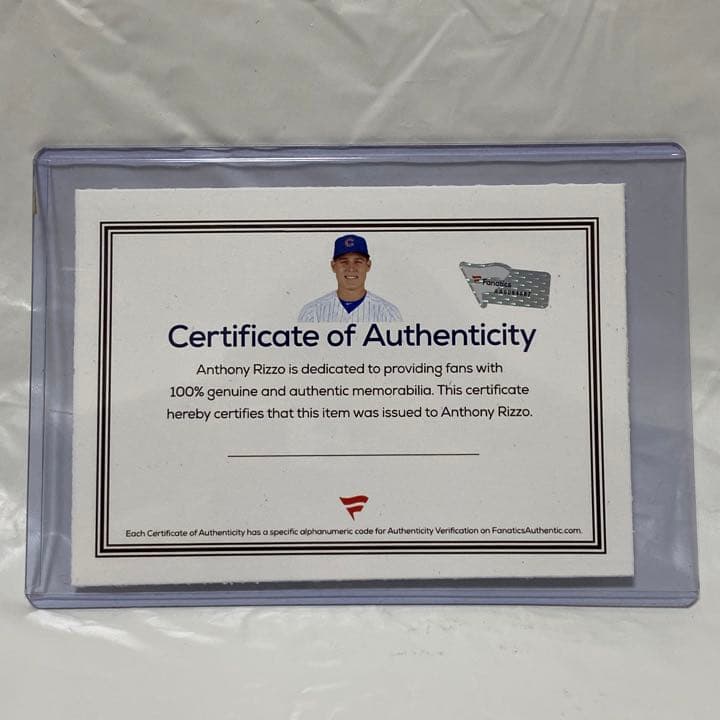 C
Fanatics
Certificate of Authenticity
Anthony Rizzo is dedicated to providing fans with
100% genuine and authentic memorabilia. This certificate
hereby certifies that this item was issued to Anthony Rizzo.
Each Certificate of Authenticity has a specific alphanumeric code for Authenticity Verification on FanaticsAuthentic.com.